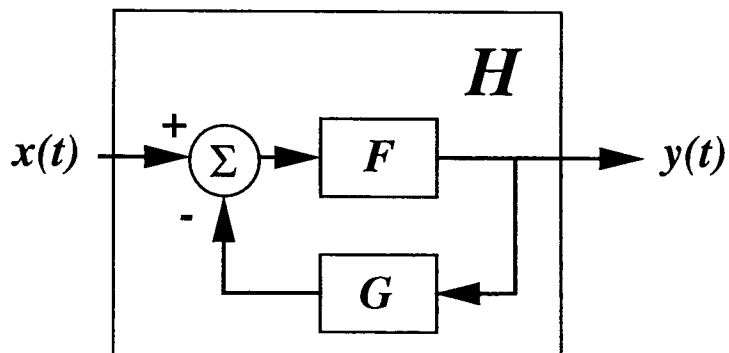 H
+
x(t)
Σ
F
y(t)
-
G